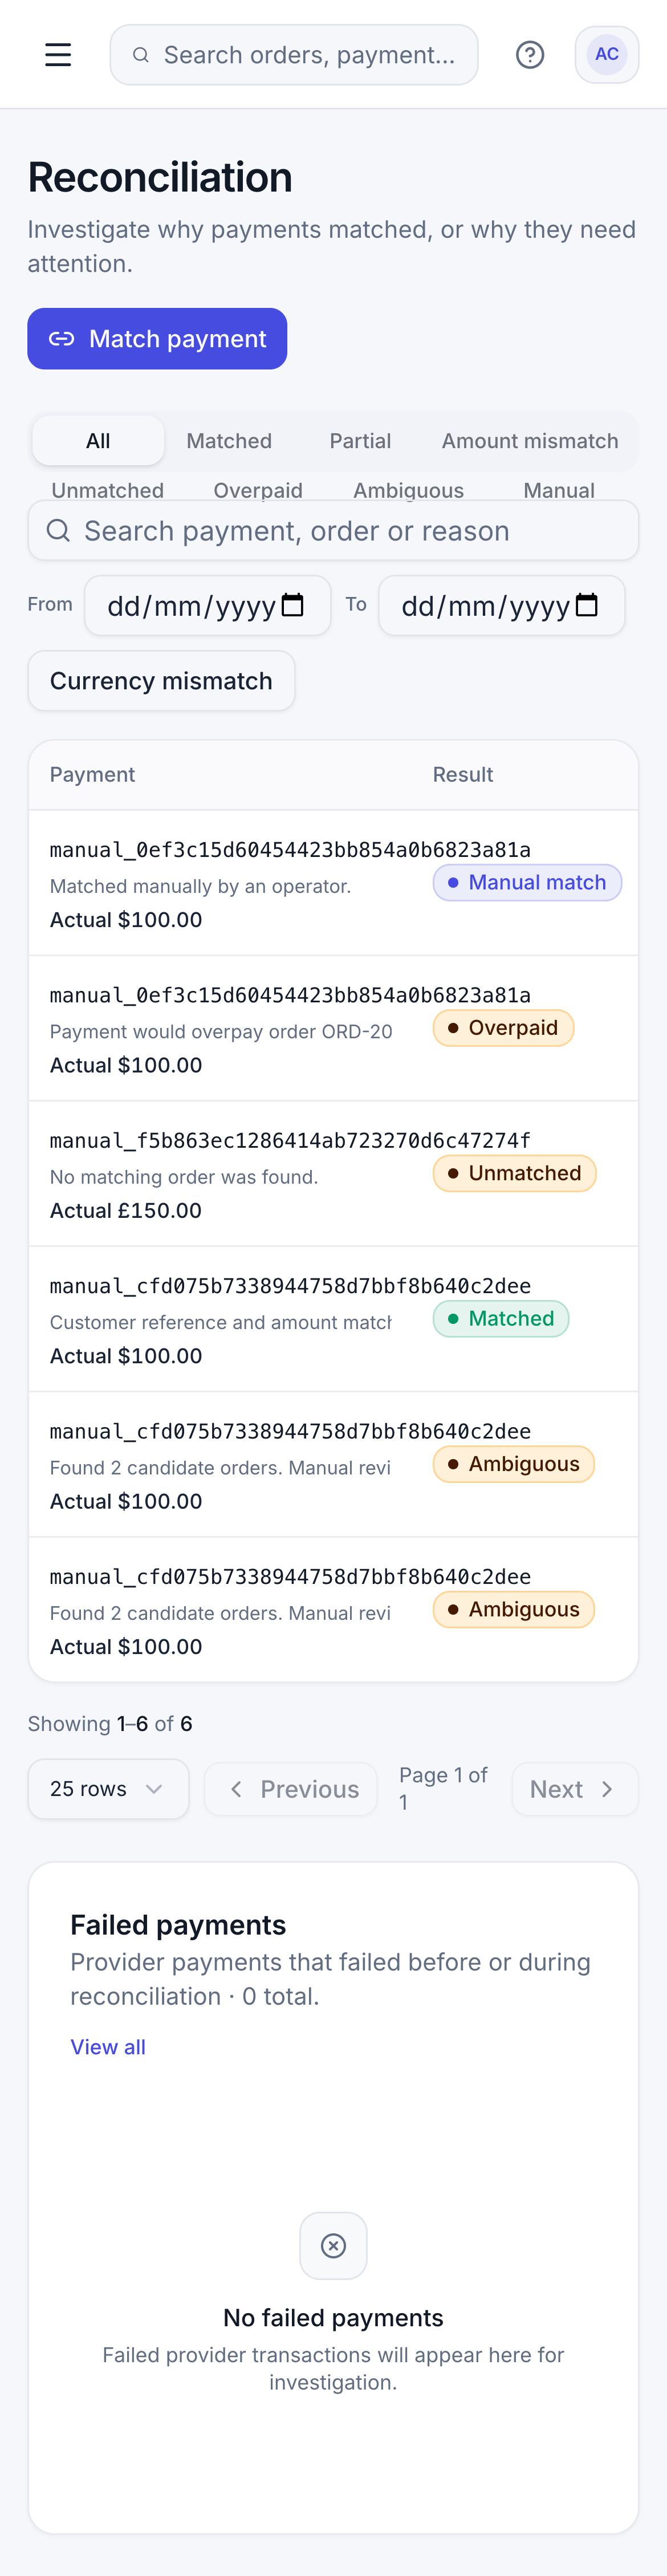 Search orders, payment...
AC
Reconciliation
Investigate why payments matched, or why they need
attention.
Match payment
All Matched Partial Amount mismatch
Unmatched Overpaid Ambiguous Manual
Search payment, order or reason
From dd/mm/yyyy To dd/mm/yyyy
Currency mismatch
Payment Result
manual_0ef3c15d60454423bb854a0b6823a81a
Manual match
Matched manually by an operator.
Actual $100.00
manual_0ef3c15d60454423bb854a0b6823a81a
Overpaid
Payment would overpay order ORD-20
Actual $100.00
manual_f5b863ec1286414ab723270d6c47274f
Unmatched
No matching order was found.
Actual £150.00
manual_cfd075b7338944758d7bbf8b640c2dee
Matched
Customer reference and amount match
Actual $100.00
manual_cfd075b7338944758d7bbf8b640c2dee
Ambiguous
Found 2 candidate orders. Manual revi
Actual $100.00
manual_cfd075b7338944758d7bbf8b640c2dee
Ambiguous
Found 2 candidate orders. Manual revi
Actual $100.00
Showing 1–6 of 6
25 rows Previous Page 1 of
1 Next
Failed payments
Provider payments that failed before or during
reconciliation · 0 total.
View all
No failed payments
Failed provider transactions will appear here for
investigation.